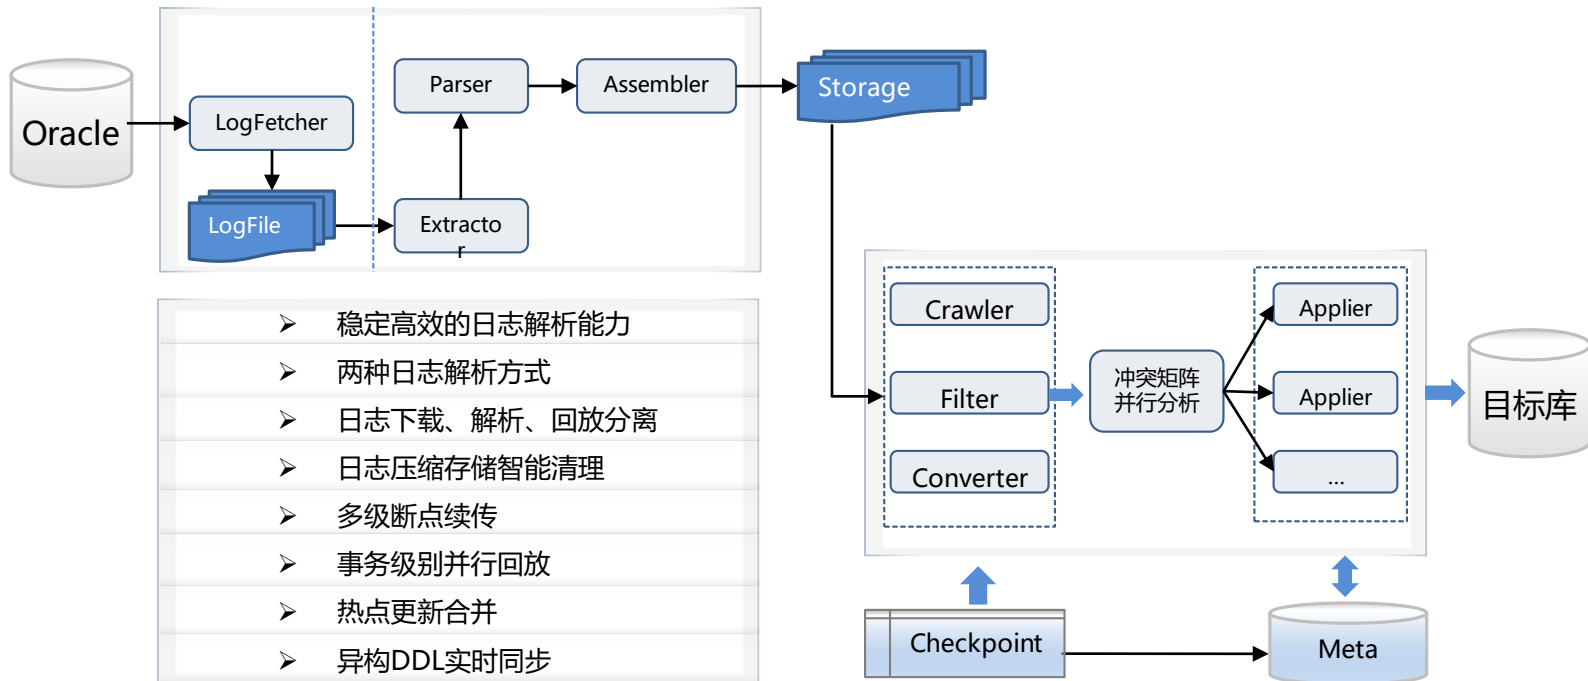 Oracle
LogFetcher
LogFile
Extracto
r
Parser
Assembler
Storage
➢ 稳定高效的日志解析能力
➢ 两种日志解析方式
➢ 日志下载、解析、回放分离
➢ 日志压缩存储智能清理
➢ 多级断点续传
➢ 事务级别并行回放
➢ 热点更新合并
➢ 异构DDL实时同步
Crawler
Filter
Converter
冲突矩阵
并行分析
Applier
Applier
...
目标库
Checkpoint
Meta